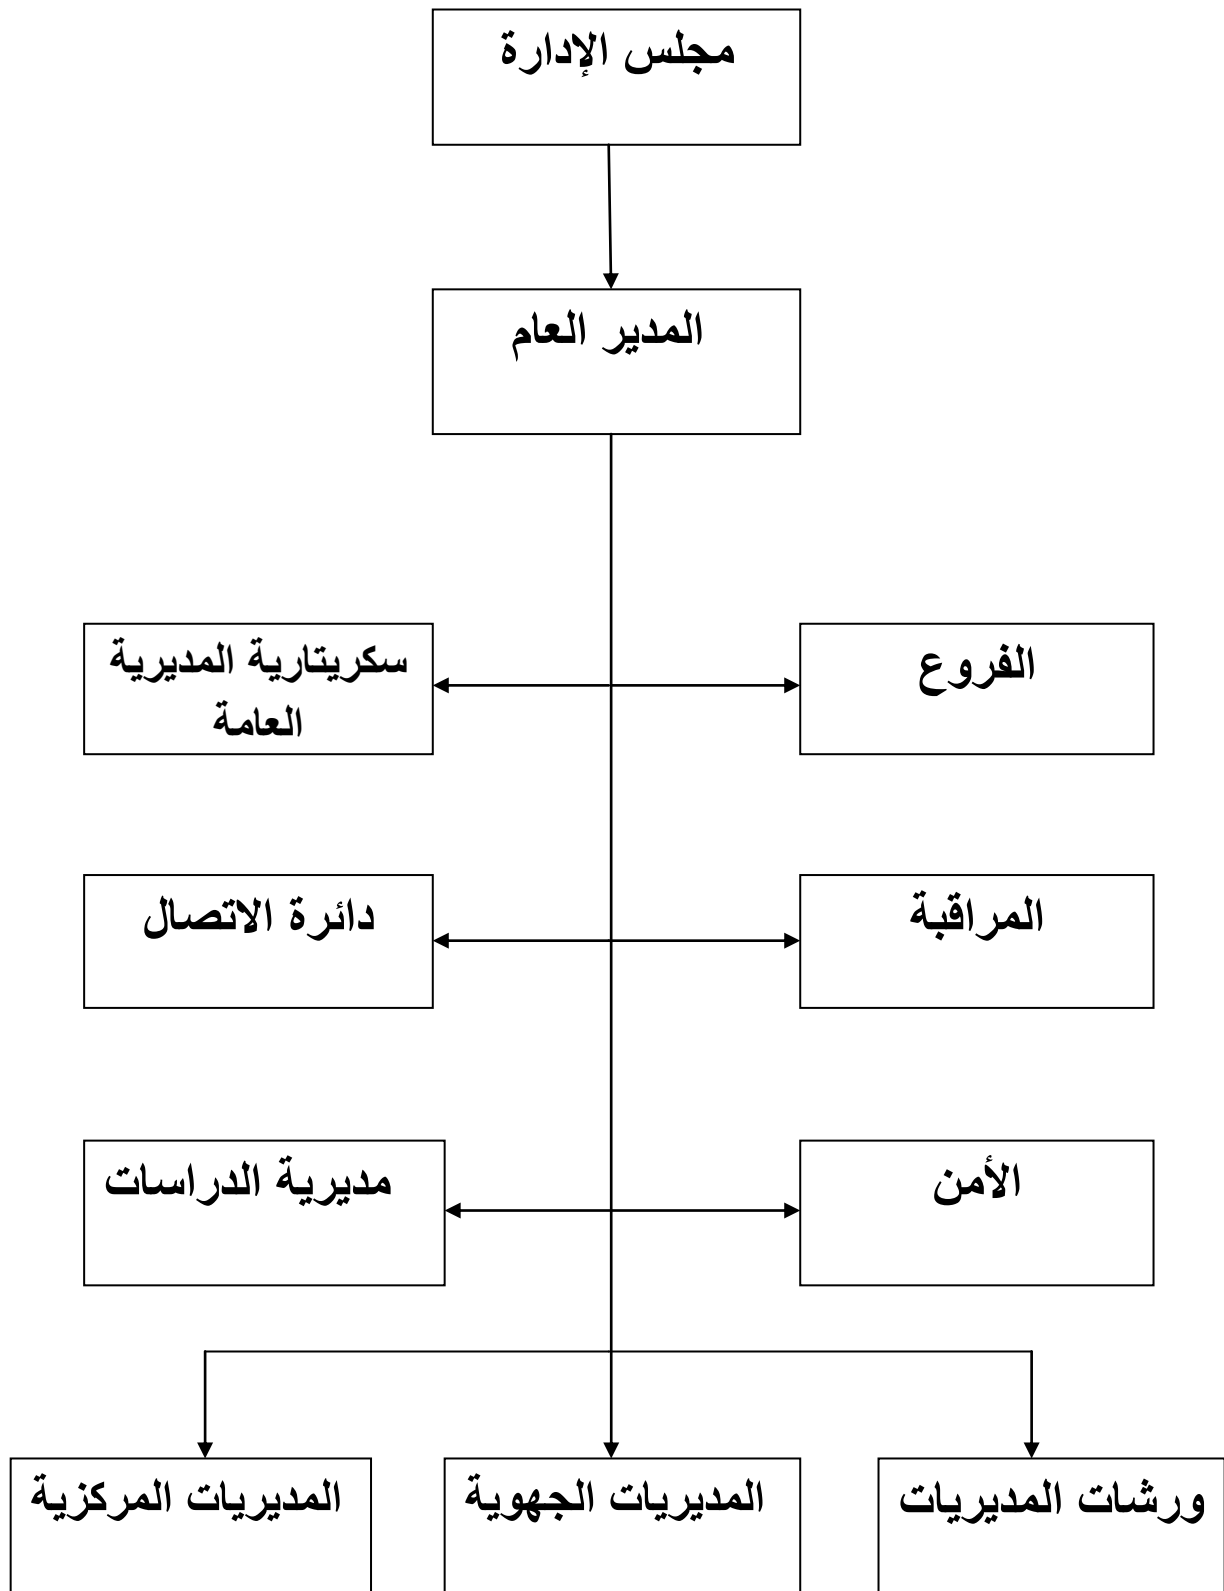 مجلس الإدارة
المدير العام
الفروع
سكريتارية المديرية
العامة
المراقبة
دائرة الاتصال
الأمن
مديرية الدراسات
ورشات المديريات
المديريات الجهوية
المديريات المركزية